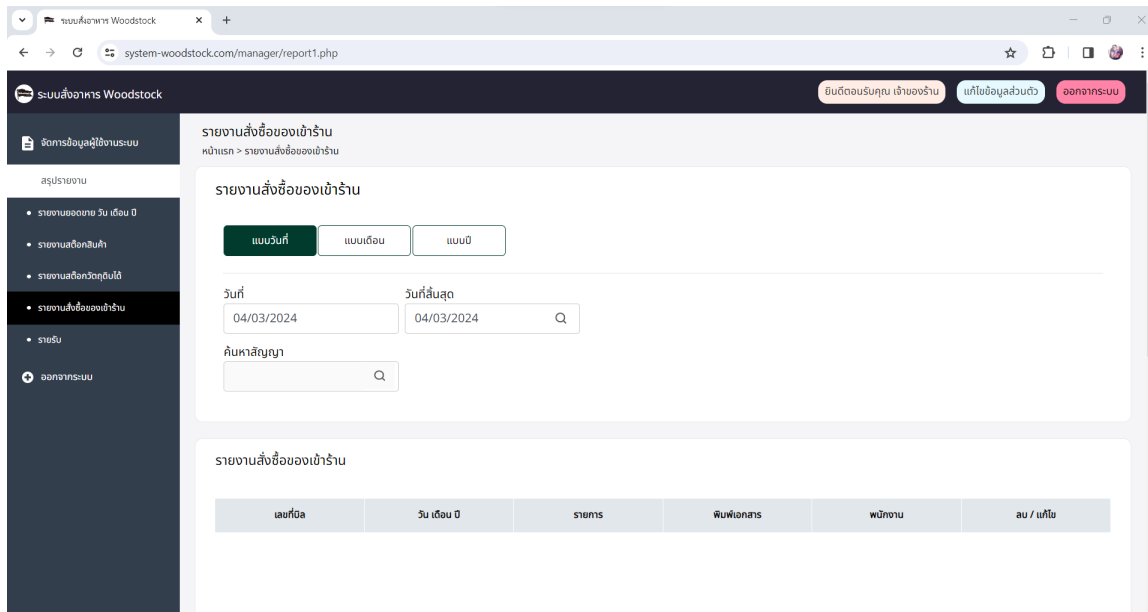 ระบบสั่งอาหาร Woodstock
system-woodstock.com/manager/report1.php
ระบบสั่งอาหาร Woodstock
ยินดีตอนรับคุณ เจ้าของร้าน
แก้ไขข้อมูลส่วนตัว
ออกจากระบบ
จัดการข้อมูลผู้ใช้งานระบบ
สรุปรายงาน
รายงานยอดขาย วัน เดือน ปี
รายงานสต๊อกสินค้า
รายงานสต๊อกวัตถุดิบได้
รายงานสั่งซื้อของเข้าร้าน
รายรับ
ออกจากระบบ
รายงานสั่งซื้อของเข้าร้าน
หน้าแรก > รายงานสั่งซื้อของเข้าร้าน
รายงานสั่งซื้อของเข้าร้าน
แบบวันที่ แบบเดือน แบบปี
วันที่ วันที่สิ้นสุด
04/03/2024 04/03/2024
ค้นหาสัญญา
รายงานสั่งซื้อของเข้าร้าน
เลขที่บิล วัน เดือน ปี รายการ พิมพ์เอกสาร พนักงาน ลบ / แก้ไข